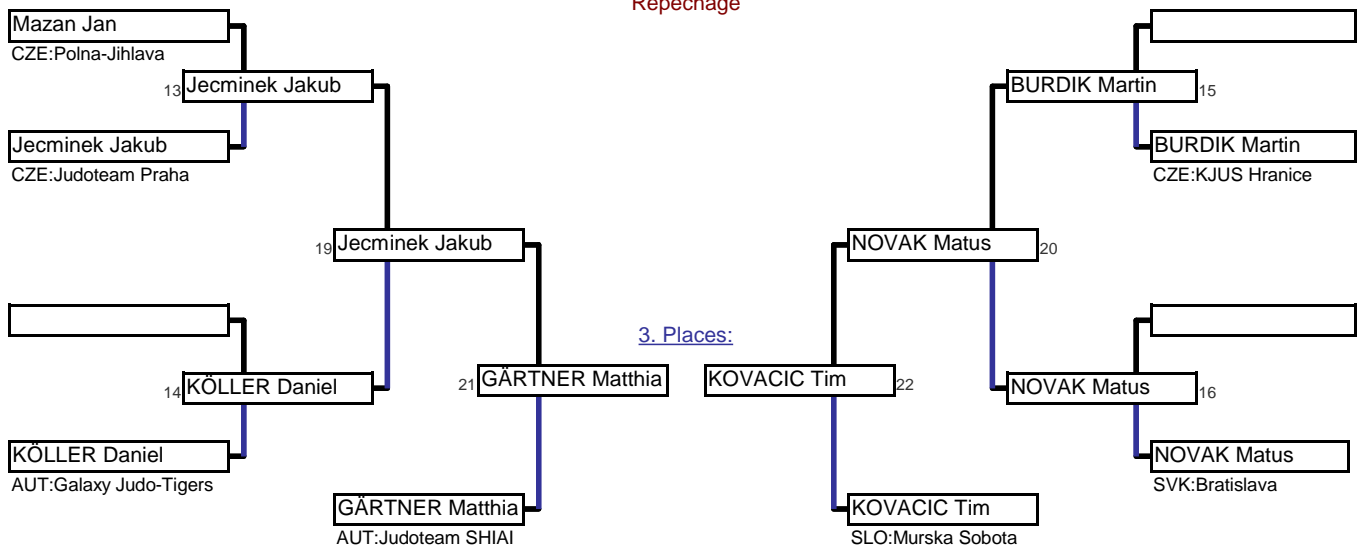 Repechage
Mazan Jan
CZE:Polna-Jihlava
13 Jecminek Jakub
BURDIK Martin 15
Jecminek Jakub
CZE:Judoteam Praha
BURDIK Martin
CZE:KJUS Hranice
19 Jecminek Jakub
NOVAK Matus 20
3. Places:
14 KÖLLER Daniel
21 GÄRTNER Matthia
KOVACIC Tim 22
NOVAK Matus 16
KÖLLER Daniel
AUT:Galaxy Judo-Tigers
NOVAK Matus
SVK:Bratislava
GÄRTNER Matthia
AUT:Judoteam SHIAI
KOVACIC Tim
SLO:Murska Sobota